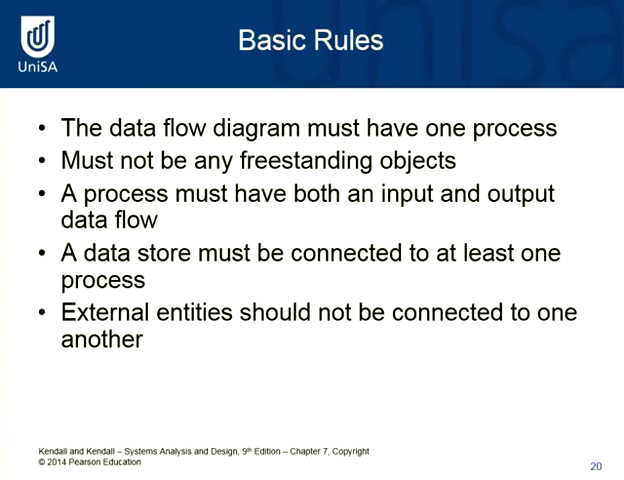 UniSA
Basic Rules
• The data flow diagram must have one process
• Must not be any freestanding objects
• A process must have both an input and output
data flow
• A data store must be connected to at least one
process
• External entities should not be connected to one
another
Kendall and Kendall – Systems Analysis and Design, 9th Edition – Chapter 7, Copyright
© 2014 Pearson Education
20